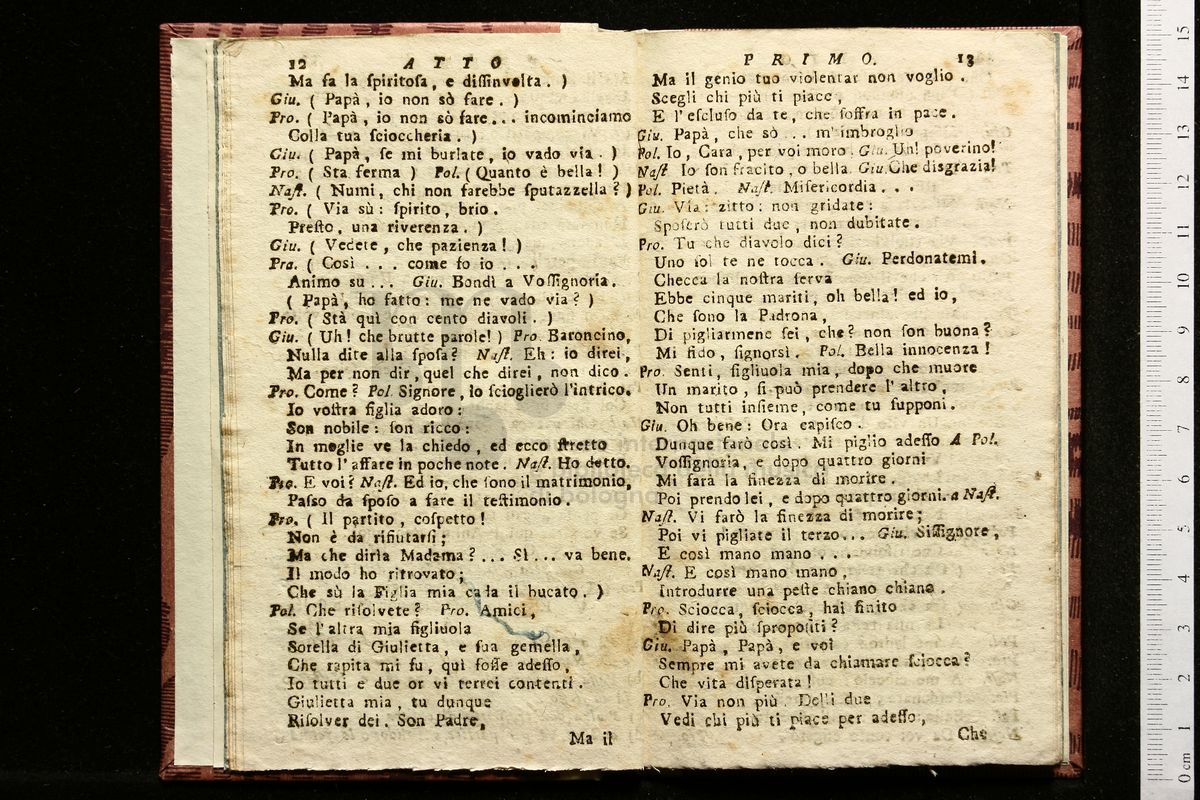 12 ATTO
Ma fa la ſpiritoſa, e diſſinvolta. )
Giu. ( Papà, io non sò fare. )
Pro. ( Papà, io non sò fare... incominciamo
Colla tua ſcioccheria. )
Giu. ( Papà, ſe mi burlate, io vado via. )
Pro. ( Sta ferma ) Pol. ( Quanto è bella! )
Naſt. ( Numi, chi non farebbe ſputazzella? )
Pro. ( Via sù: ſpirito, brio.
Preſto, una riverenza. )
Giu. ( Vedete, che pazienza! )
Pra. ( Così ... come fo io ...
Animo su ... Giu. Bondì a Voſſignoria.
( Papà, ho fatto: me ne vado via? )
Pro. ( Stà quì con cento diavoli. )
Giu. ( Uh! che brutte parole! ) Pro. Baroncino,
Nulla dite alla ſpoſa? Naſt. Eh: io direi,
Ma per non dir, quel che direi, non dico.
Pro. Come? Pol. Signore, io ſcioglierò l'intrico.
Io voſtra figlia adoro:
Son nobile: ſon ricco:
In moglie ve la chiedo, ed ecco ſtretto
Tutto l'affare in poche note. Naſt. Ho detto.
Pro. E voi? Naſt. Ed io, che ſono il matrimonio,
Paſſo da ſpoſo a fare il teſtimonio.
Pro. ( Il partito, coſpetto!
Non è da rifiutarſi;
Ma che dirla Madama? ... Sì ... va bene.
Il modo ho ritrovato;
Che sù la Figlia mia cada il bucato. )
Pol. Che riſolvete? Pro. Amici,
Se l'altra mia figliuola
Sorella di Giulietta, e ſua gemella,
Che rapita mi fu, quì foſſe adeſſo,
Io tutti e due or vi terrei contenti.
Giulietta mia, tu dunque
Riſolver dei. Son Padre,
Ma il
PRIMO. 13
Ma il genio tuo violentar non voglio.
Scegli chi più ti piace,
E l'eſcluſo da te, che ſoffra in pace.
Giu. Papà, che sò ... m'imbroglio
Pol. Io, Cara, per voi moro. Giu. Uh! poverino!
Naſt. Io ſon fracito, o bella. Giu. Che disgrazia!
Pol. Pietà. Naſt. Miſericordia ...
Giu. Via: zitto: non gridate:
Spoſerò tutti due, non dubitate.
Pro. Tu che diavolo dici?
Uno ſol te ne tocca. Giu. Perdonatemi.
Checca la noſtra ſerva
Ebbe cinque mariti, oh bella! ed io,
Che ſono la Padrona,
Di pigliarmene ſei, che? non ſon buona?
Mi fido, ſignorsì. Pol. Bella innocenza!
Pro. Senti, figliuola mia, dopo che muore
Un marito, ſi può prendere l'altro,
Non tutti inſieme, come tu ſupponi.
Giu. Oh bene: Ora capiſco.
Dunque farò così. Mi piglio adeſſo A Pol.
Voſſignoria, e dopo quattro giorni
Mi farà la finezza di morire.
Poi prendo lei, e dopo quattro giorni. a Naſt.
Naſt. Vi farò la finezza di morire;
Poi vi pigliate il terzo... Giu. Siſſignore,
E così mano mano ...
Naſt. E così mano mano,
Introdurre una peſte chiano chiano.
Pro. Sciocca, ſciocca, hai finito
Di dire più ſpropoſiti?
Giu. Papà, Papà, e voi
Sempre mi avete da chiamare ſciocca?
Che vita diſperata!
Pro. Via non più. Delli due
Vedi chi più ti piace per adeſſo,
Che
0 cm 1 2 3 4 5 6 7 8 9 10 11 12 13 14 15